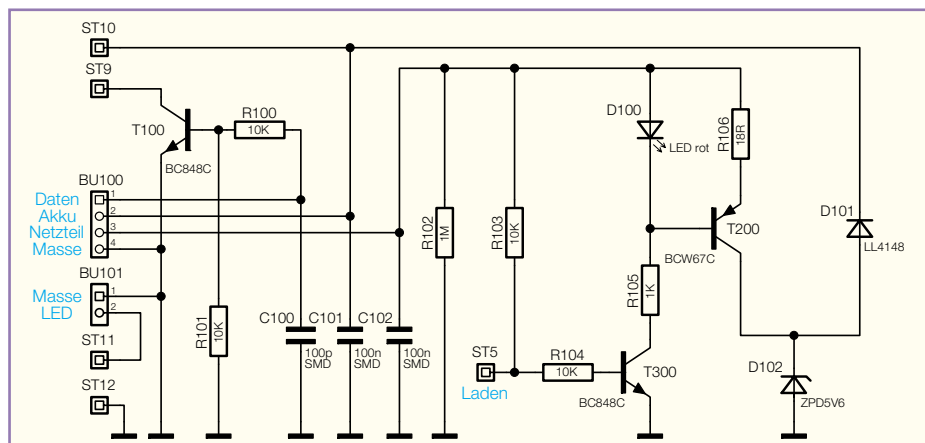 ST10
ST9
T100
BC848C
R100
10K
BU100
Daten 1
Akku 2
Netzteil 3
Masse 4
BU101
Masse 1
LED 2
ST11
ST12
R101
10K
C100
100p
SMD
C101
100n
SMD
C102
100n
SMD
R102
1M
R103
10K
ST5
Laden
R104
10K
D100
LED rot
R105
1K
T300
BC848C
R106
18R
T200
BCW67C
D101
LL4148
D102
ZPD5V6